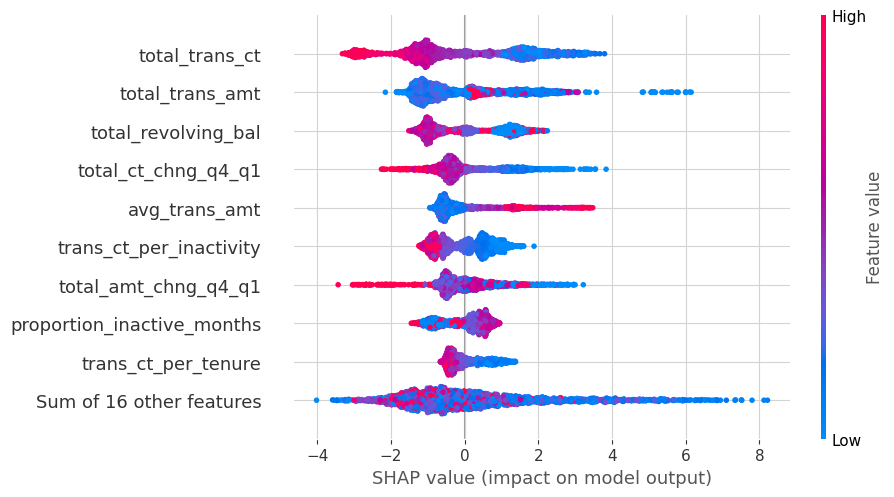 High
total_trans_ct
total_trans_amt
total_revolving_bal
total_ct_chng_q4_q1
avg_trans_amt
trans_ct_per_inactivity
total_amt_chng_q4_q1
proportion_inactive_months
trans_ct_per_tenure
Sum of 16 other features
Feature value
Low
−4 −2 0 2 4 6 8
SHAP value (impact on model output)